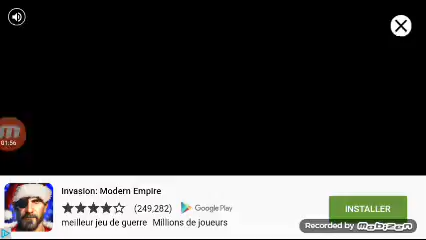 01:56
Invasion: Modern Empire
(249,282) Google Play
INSTALLER
meilleur jeu de guerre Millions de joueurs
Recorded by Mobizen